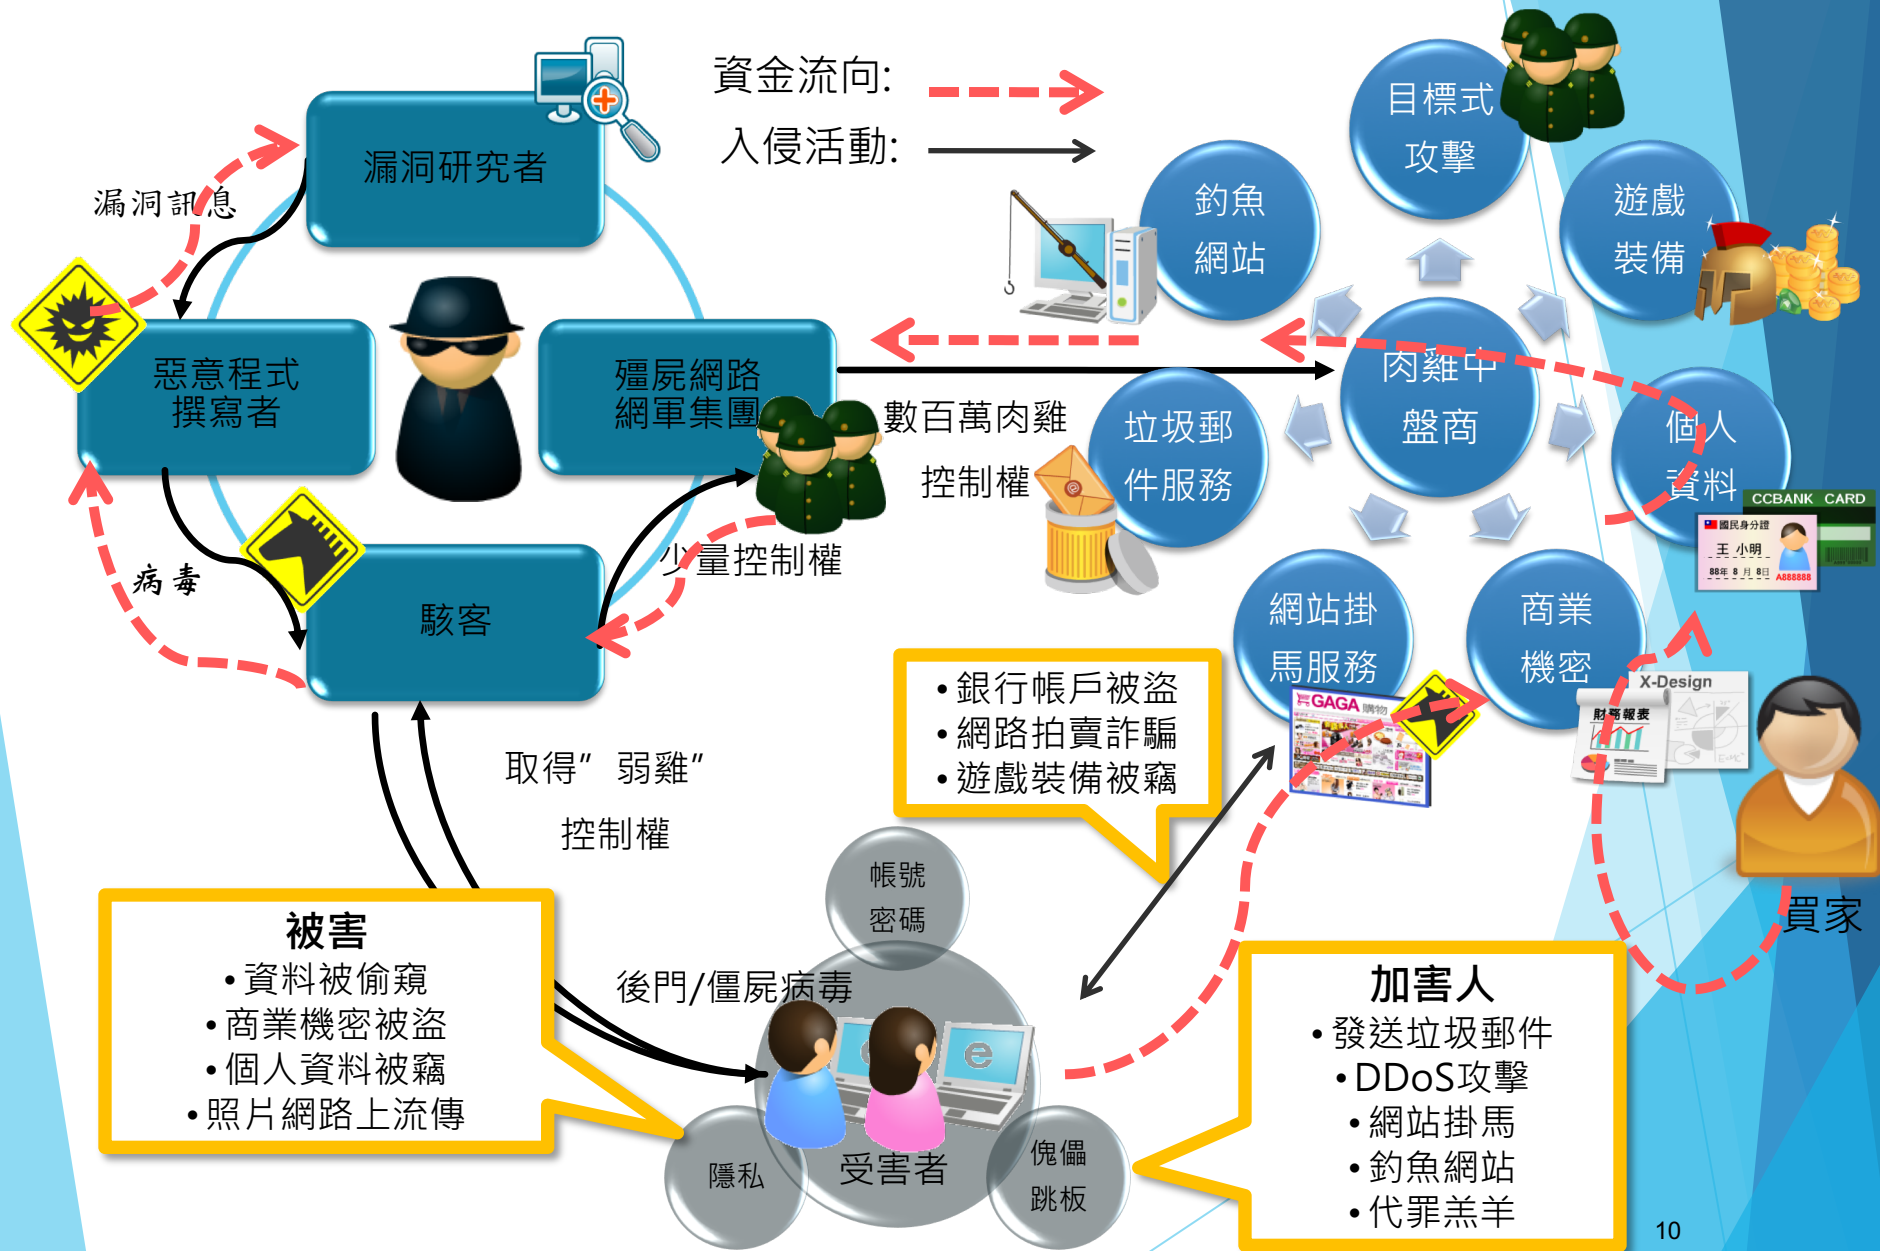 資金流向:
入侵活動:
漏洞研究者
漏洞訊息
惡意程式
撰寫者
殭屍網路
網軍集團
病毒
駭客
少量控制權
數百萬肉雞
控制權
目標式
攻擊
釣魚
網站
遊戲
裝備
肉雞中
盤商
垃圾郵
件服務
個人
資料
CCBANK CARD
國民身分證
王 小明
88年 8 月 8日
A888888
網站掛
馬服務
GAGA 購物
商業
機密
X-Design
財務報表
買家
•銀行帳戶被盜
•網路拍賣詐騙
•遊戲裝備被竊
取得”弱雞”
控制權
帳號
密碼
後門/僵屍病毒
受害者
隱私
傀儡
跳板
被害
•資料被偷窺
•商業機密被盜
•個人資料被竊
•照片網路上流傳
加害人
•發送垃圾郵件
•DDoS攻擊
•網站掛馬
•釣魚網站
•代罪羔羊
10